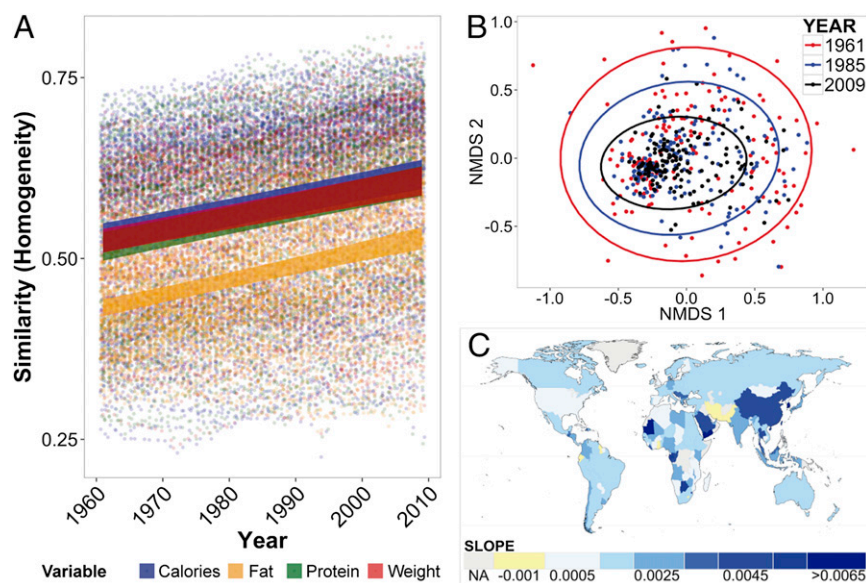 A
Similarity (Homogeneity)
0.75
0.50
0.25
1960 1970 1980 1990 2000 2010
Year
Variable Calories Fat Protein Weight
B
YEAR
1961
1985
2009
NMDS 2
1.0
0.5
0.0
-0.5
-1.0 -0.5 0.0 0.5 1.0
NMDS 1
C
SLOPE
NA -0.001 0.0005 0.0025 0.0045 >0.0065